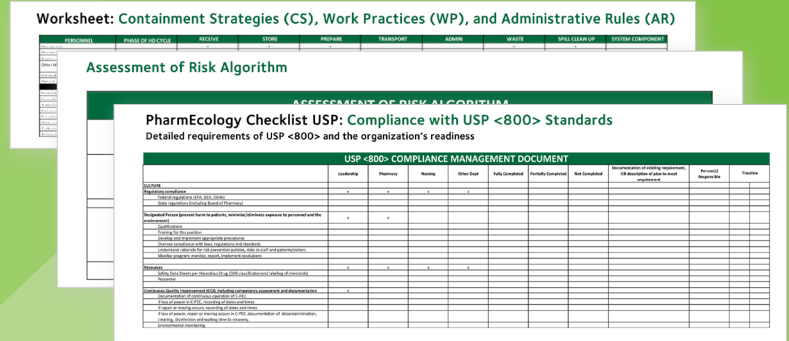 Worksheet: Containment Strategies (CS), Work Practices (WP), and Administrative Rules (AR)
PERSONNEL PHASE OF HD CYCLE RECEIVE STORE PREPARE TRANSPORT ADMIN WASTE SPILL CLEAN UP SYSTEM COMPONENT
Assessment of Risk Algorithm
ASSESSMENT OF RISK ALGORITHM
PharmEcology Checklist USP: Compliance with USP <800> Standards
Detailed requirements of USP <800> and the organization's readiness
USP <800> COMPLIANCE MANAGEMENT DOCUMENT
Leadership Pharmacy Nursing Other Dept Fully Completed Partially Completed Not Completed Documentation of existing requirement, OR description of plan to meet requirement Person(s) Responsible Timeline
CULTURE
Regulatory compliance x x x x
Federal regulations (EPA, DEA, OSHA)
State regulations (including Board of Pharmacy)
Designated Person (prevent harm to patients, minimize/eliminate exposure to personnel and the
environment) x x
Qualifications
Training for this position
Develop and implement appropriate procedures
Oversee compliance with laws, regulations and standards
Understand rationale for risk prevention policies, risks to staff and patients/visitors
Monitor program: monitor, report, implement resolutions
Resources x x x x
Safety Data Sheets per Hazardous Drug (GHS classification and labeling of chemicals)
Personnel
Continuous Quality Improvement (CQI), including competency assessment and documentation x
Documentation of continuous operation of C-PEC
If loss of power in C-PEC, recording of dates and times
If repair or moving occurs, recording of dates and times
If loss of power, repair or moving occurs in C-PEC, documentation of decontamination,
cleaning, disinfection and waiting time to recovery.
Environmental monitoring